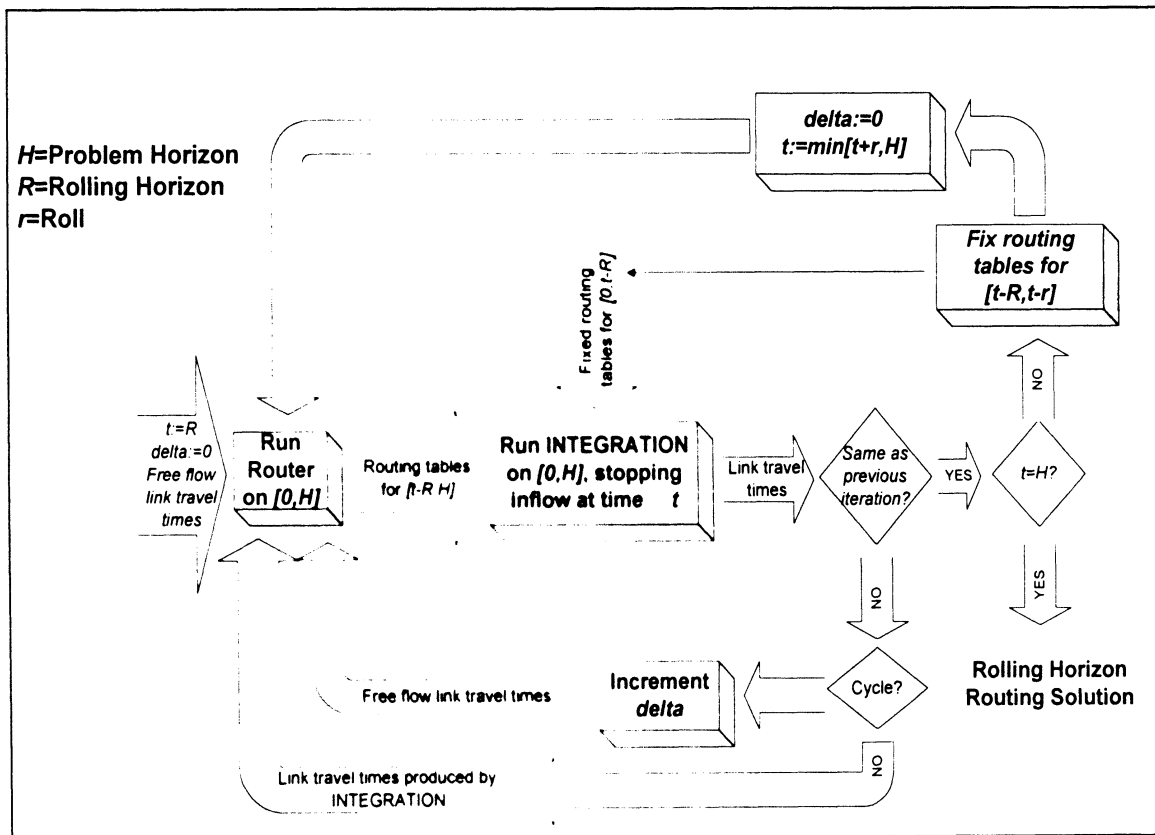 H=Problem Horizon
R=Rolling Horizon
r=Roll
delta:=0
t:=min[t+r,H]
Fix routing
tables for
[t-R,t-r]
Fixed routing
tables for [0,t-R]
NO
t:=R
delta:=0
Free flow
link travel
times
Run
Router
on [0,H]
Routing tables
for [t-R H]
Run INTEGRATION
on [0,H], stopping
inflow at time t
Link travel
times
Same as
previous
iteration?
YES
t=H?
NO
YES
Free flow link travel times
Increment
delta
Cycle?
Rolling Horizon
Routing Solution
NO
Link travel times produced by
INTEGRATION